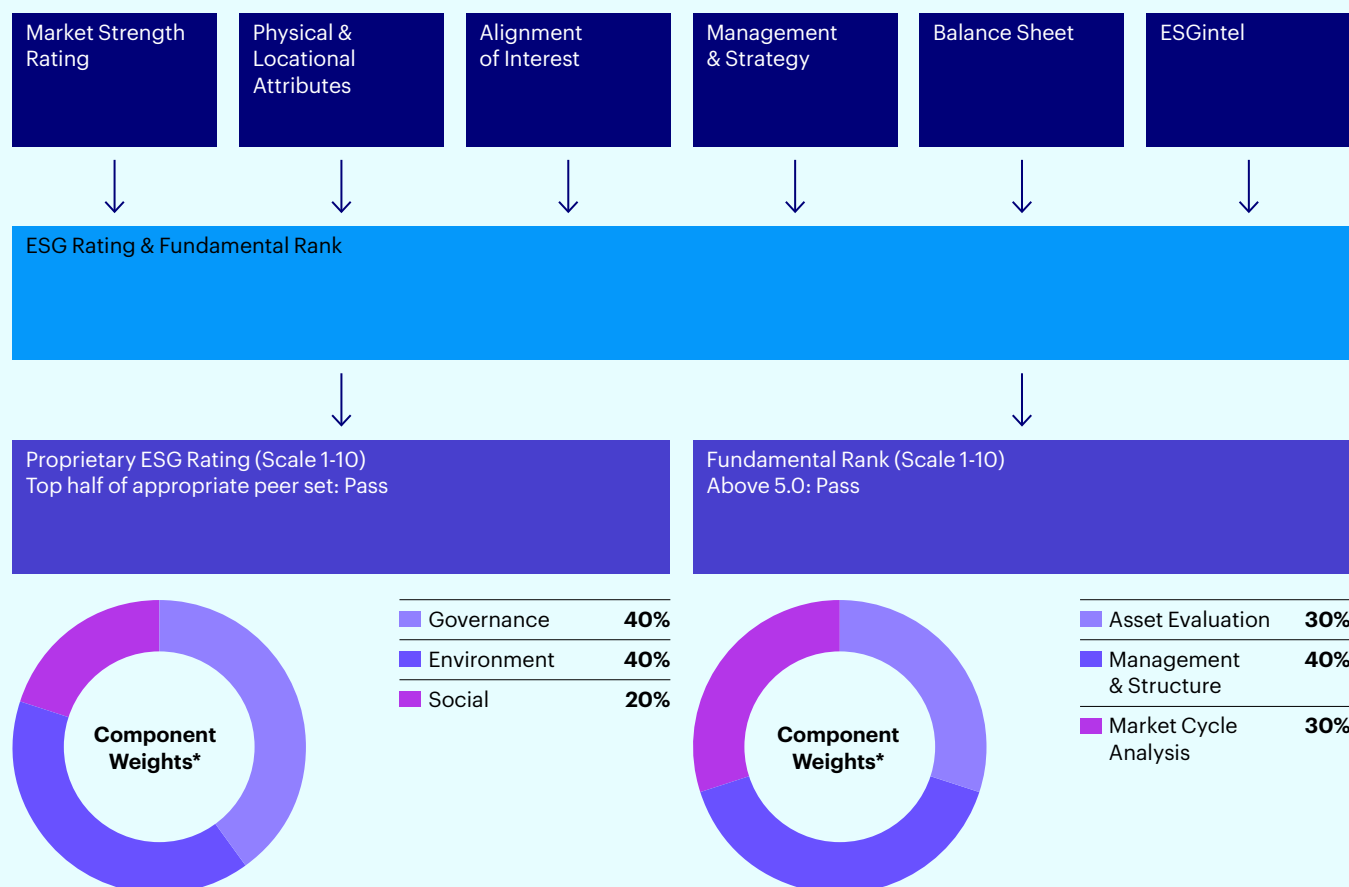 Market Strength
Rating
Physical &
Locational
Attributes
Alignment
of Interest
Management
& Strategy
Balance Sheet
ESGintel
ESG Rating & Fundamental Rank
Proprietary ESG Rating (Scale 1-10)
Top half of appropriate peer set: Pass
Fundamental Rank (Scale 1-10)
Above 5.0: Pass
Component
Weights*
Governance 40%
Environment 40%
Social 20%
Component
Weights*
Asset Evaluation 30%
Management 40%
& Structure
Market Cycle 30%
Analysis